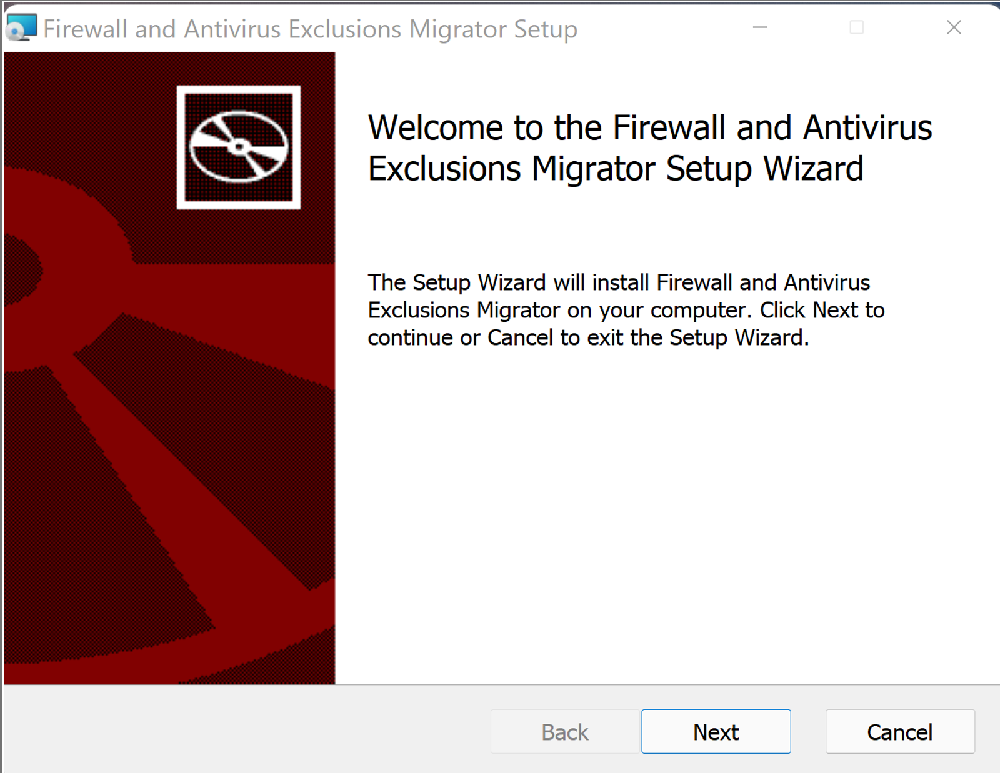 Firewall and Antivirus Exclusions Migrator Setup
Welcome to the Firewall and Antivirus
Exclusions Migrator Setup Wizard
The Setup Wizard will install Firewall and Antivirus
Exclusions Migrator on your computer. Click Next to
continue or Cancel to exit the Setup Wizard.
Back
Next
Cancel